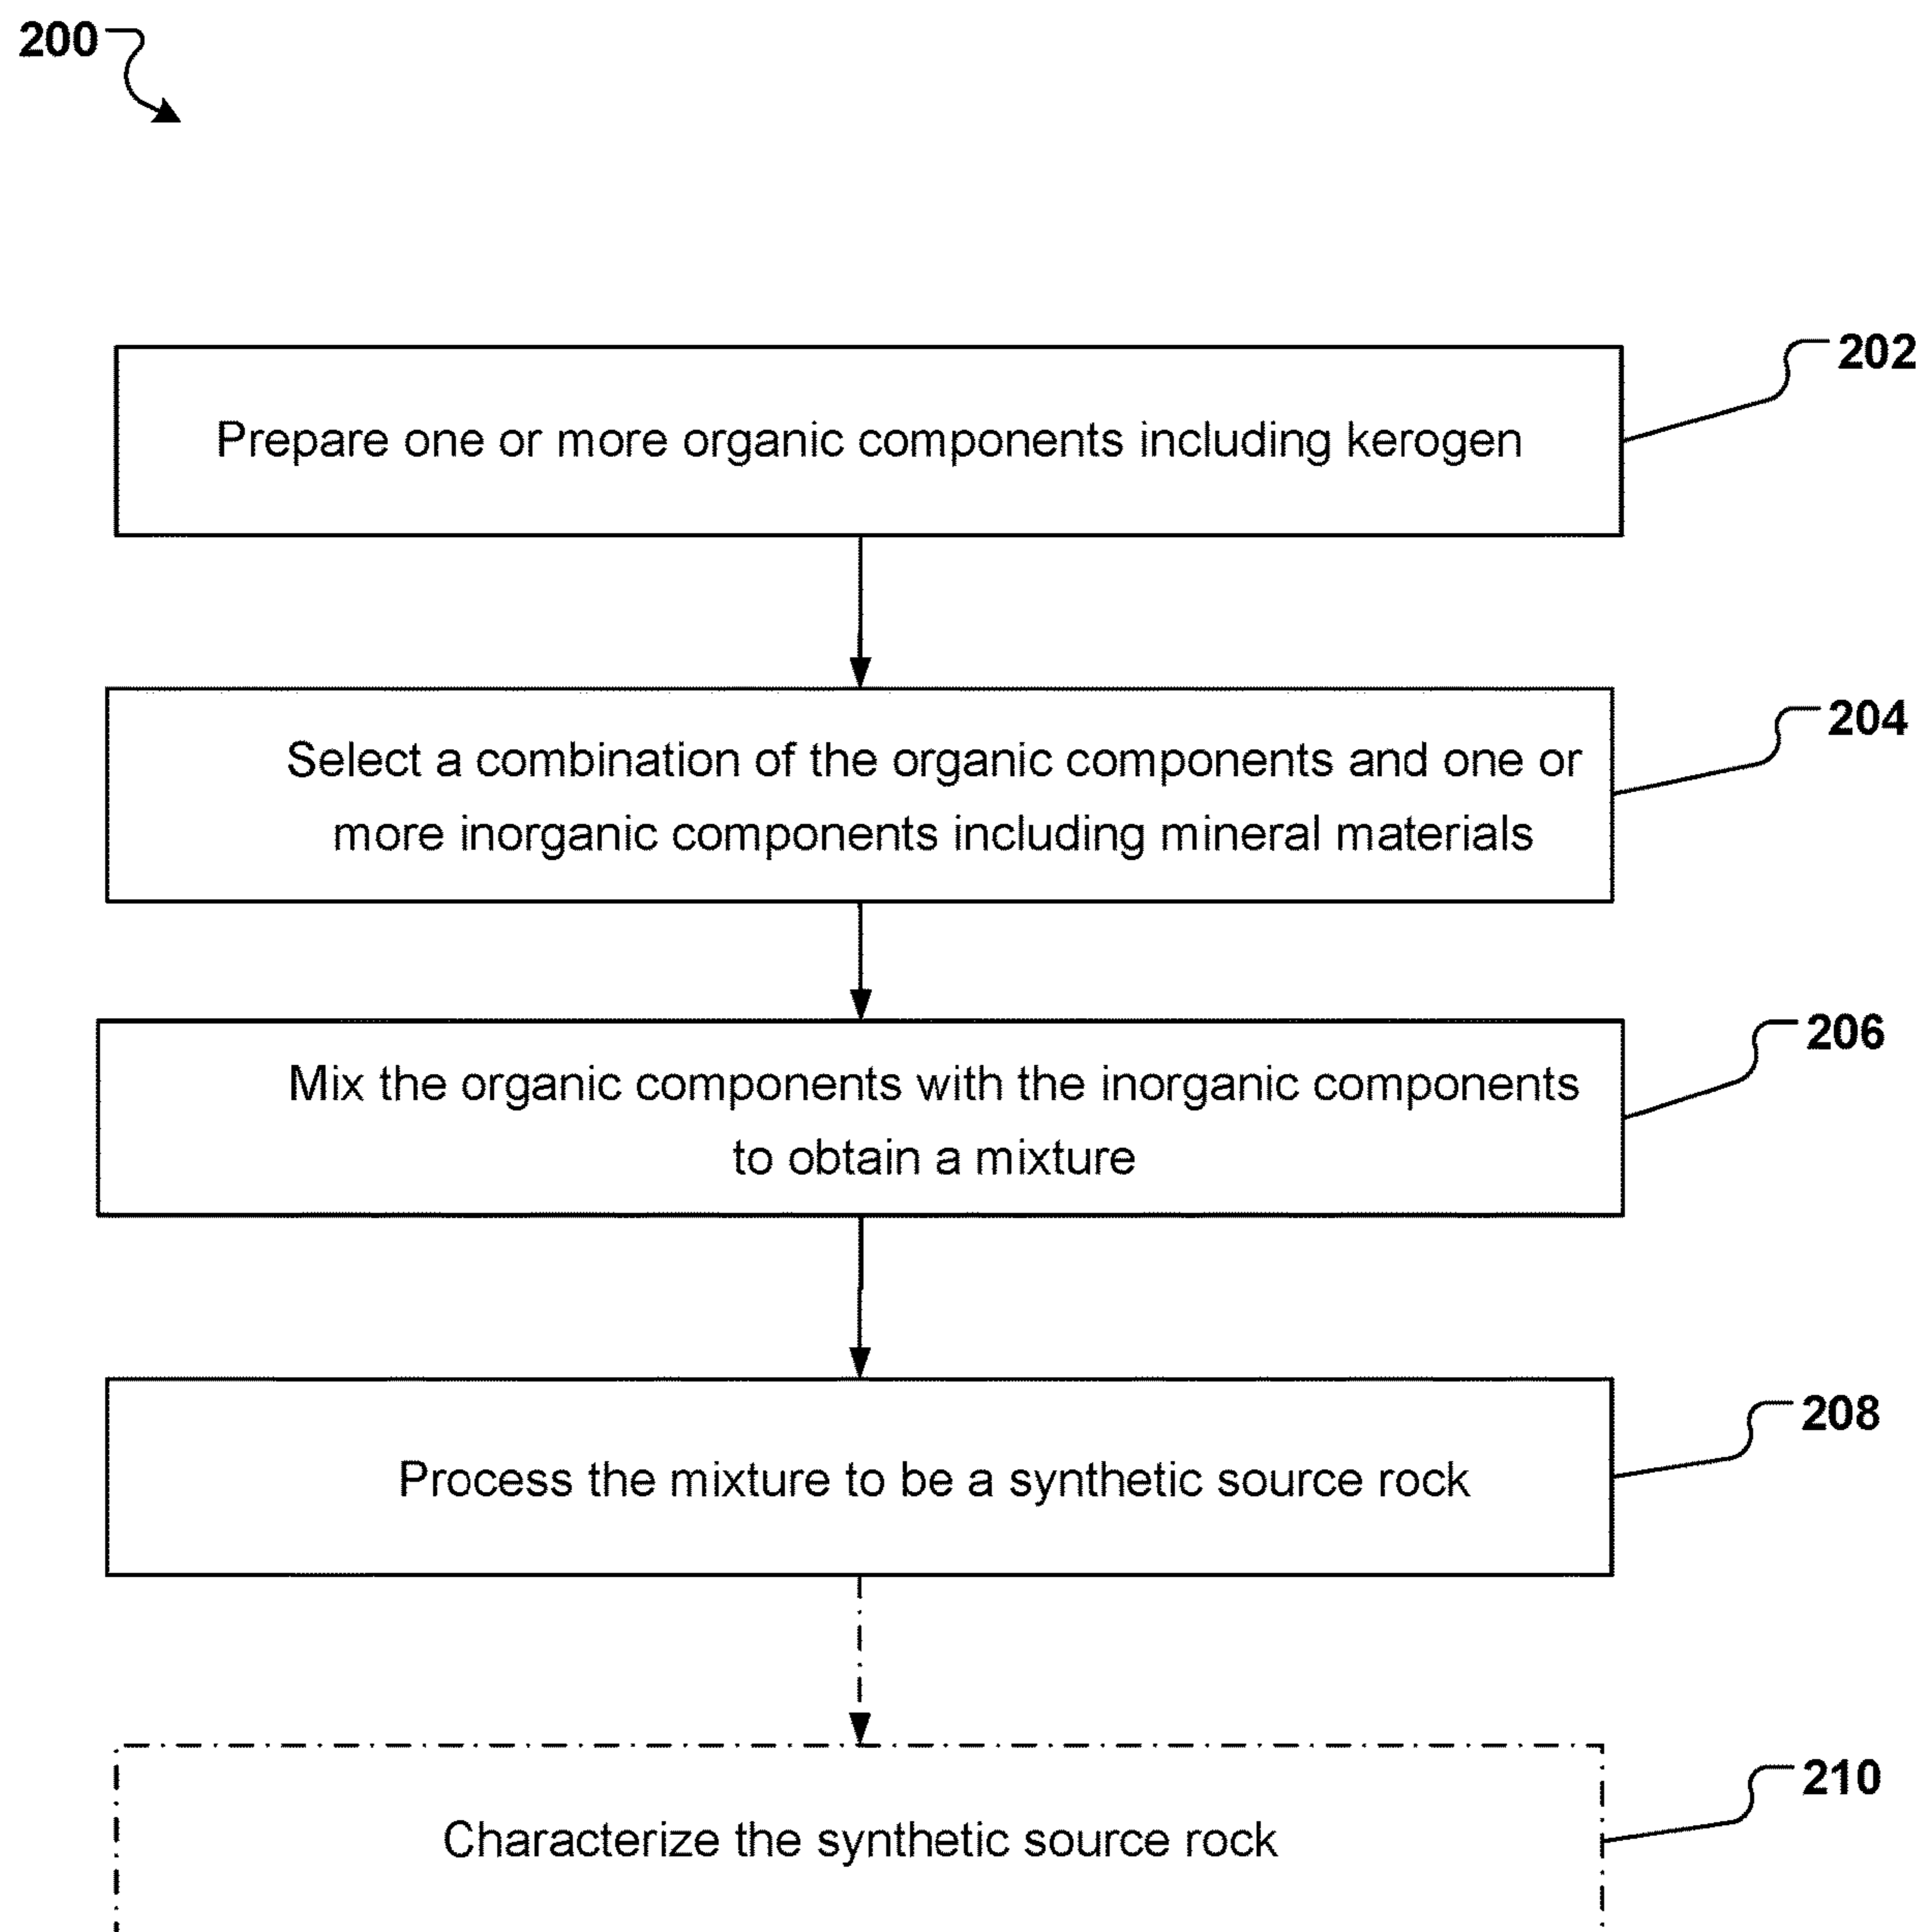 200
202
Prepare one or more organic components including kerogen
204
Select a combination of the organic components and one or
more inorganic components including mineral materials
206
Mix the organic components with the inorganic components
to obtain a mixture
208
Process the mixture to be a synthetic source rock
210
Characterize the synthetic source rock